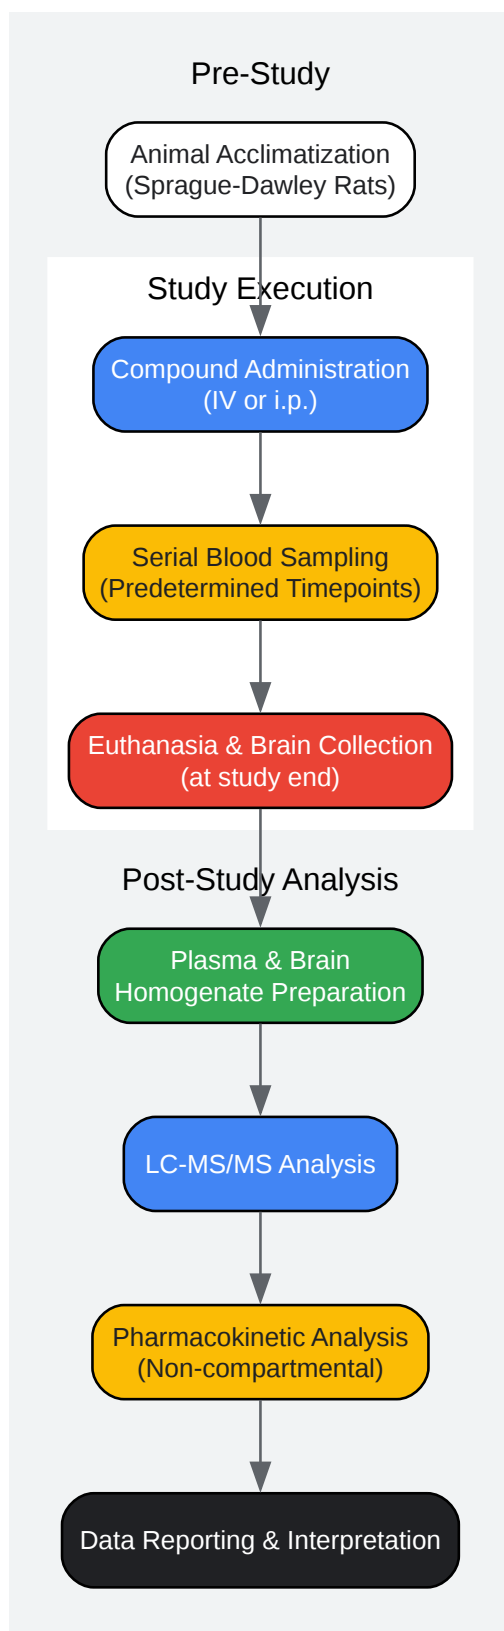 Pre-Study
Animal Acclimatization
(Sprague-Dawley Rats)
Study Execution
Compound Administration
(IV or i.p.)
Serial Blood Sampling
(Predetermined Timepoints)
Euthanasia & Brain Collection
(at study end)
Post-Study Analysis
Plasma & Brain
Homogenate Preparation
LC-MS/MS Analysis
Pharmacokinetic Analysis
(Non-compartmental)
Data Reporting & Interpretation